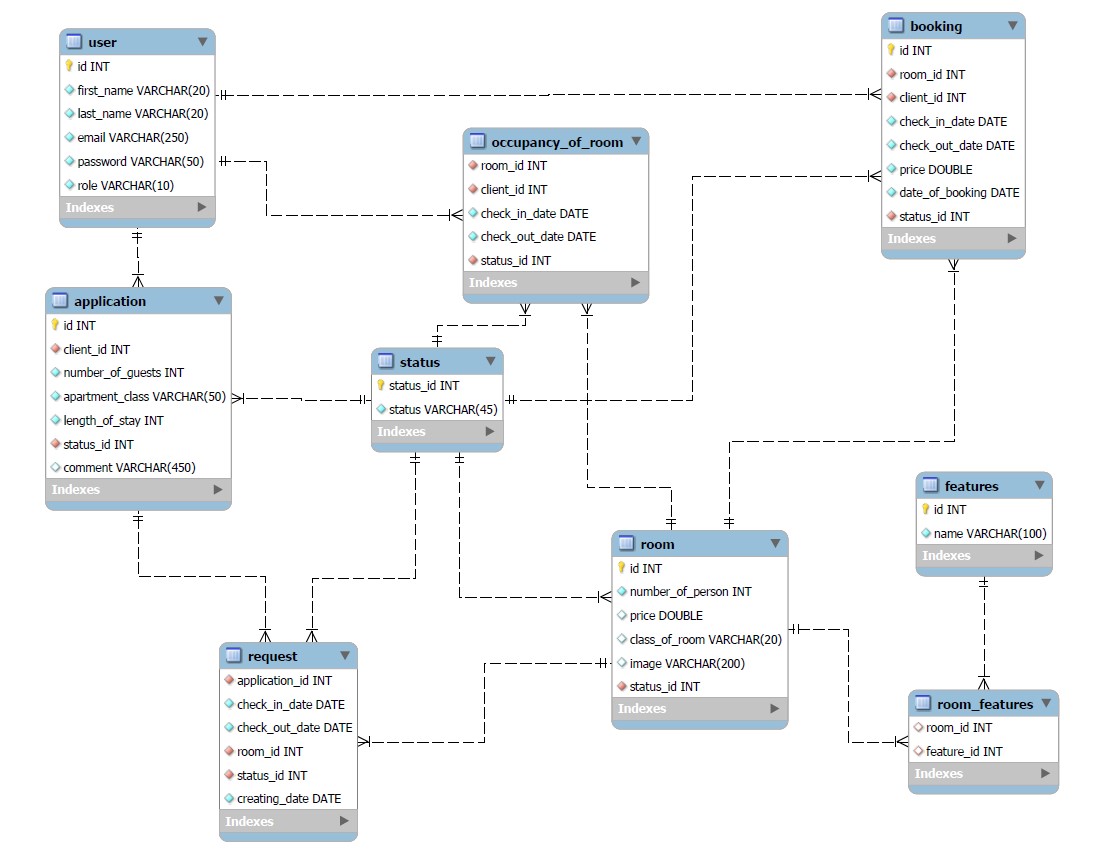 user
id INT
first_name VARCHAR(20)
last_name VARCHAR(20)
email VARCHAR(250)
password VARCHAR(50)
role VARCHAR(10)
Indexes
booking
id INT
room_id INT
client_id INT
check_in_date DATE
check_out_date DATE
price DOUBLE
date_of_booking DATE
status_id INT
Indexes
occupancy_of_room
room_id INT
client_id INT
check_in_date DATE
check_out_date DATE
status_id INT
Indexes
application
id INT
client_id INT
number_of_guests INT
apartment_class VARCHAR(50)
length_of_stay INT
status_id INT
comment VARCHAR(450)
Indexes
status
status_id INT
status VARCHAR(45)
Indexes
features
id INT
name VARCHAR(100)
Indexes
room
id INT
number_of_person INT
price DOUBLE
class_of_room VARCHAR(20)
image VARCHAR(200)
status_id INT
Indexes
request
application_id INT
check_in_date DATE
check_out_date DATE
room_id INT
status_id INT
creating_date DATE
Indexes
room_features
room_id INT
feature_id INT
Indexes